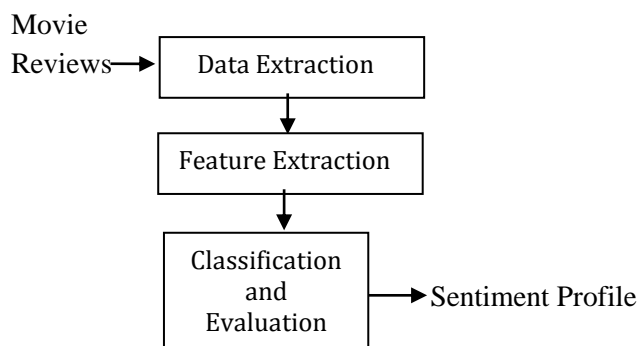 Movie
Reviews
Data Extraction
Feature Extraction
Classification
and
Evaluation
Sentiment Profile